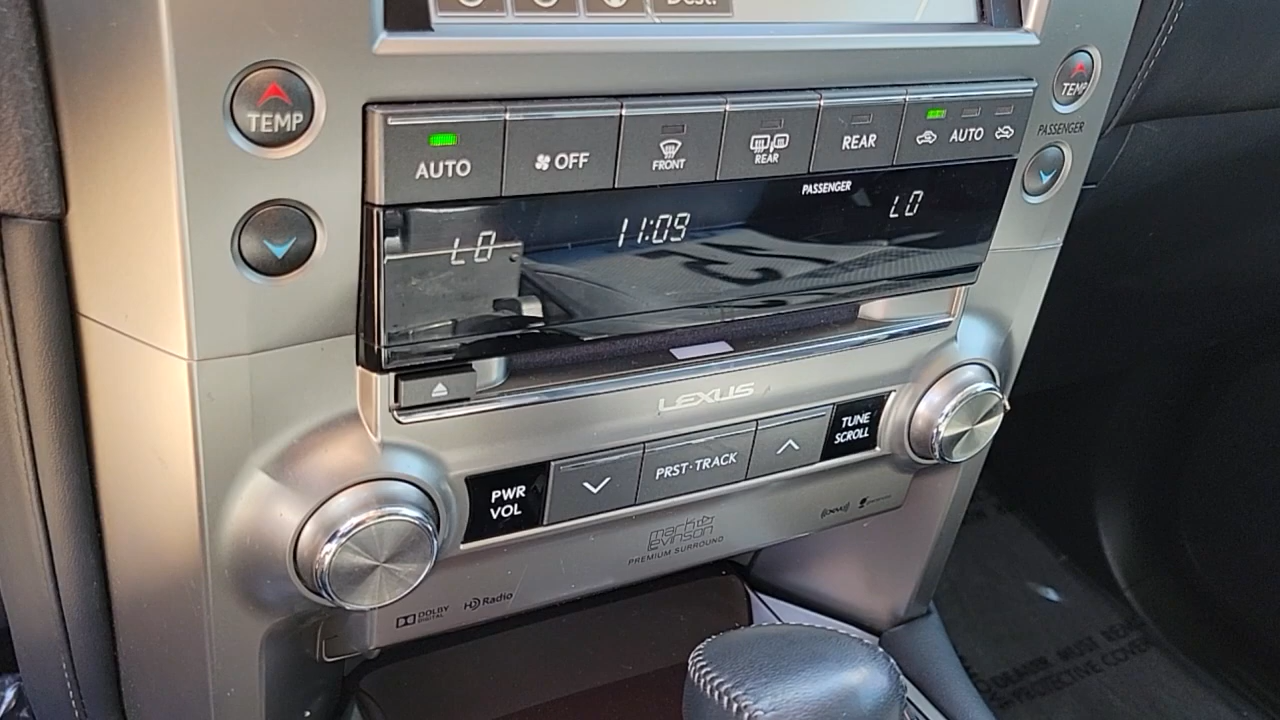 Dest.
TEMP
AUTO
OFF
FRONT
REAR
REAR
AUTO
TEMP
PASSENGER
PASSENGER
LO
11:09
LO
LEXUS
PWR
VOL
PRST·TRACK
TUNE
SCROLL
mark
levinson
PREMIUM SURROUND
DOLBY
DIGITAL
HD Radio